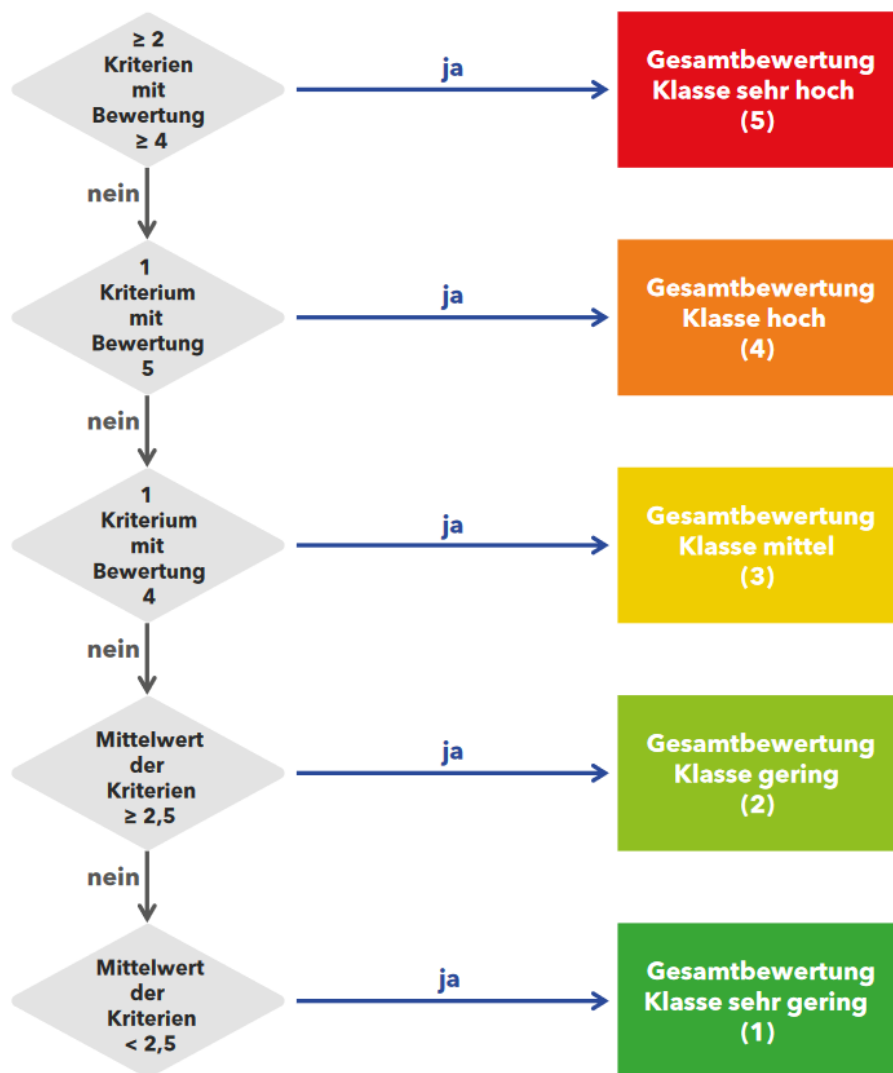 ≥ 2
Kriterien
mit
Bewertung
≥ 4
ja
Gesamtbewertung
Klasse sehr hoch
(5)
nein
1
Kriterium
mit
Bewertung
5
ja
Gesamtbewertung
Klasse hoch
(4)
nein
1
Kriterium
mit
Bewertung
4
ja
Gesamtbewertung
Klasse mittel
(3)
nein
Mittelwert
der
Kriterien
≥ 2,5
ja
Gesamtbewertung
Klasse gering
(2)
nein
Mittelwert
der
Kriterien
< 2,5
ja
Gesamtbewertung
Klasse sehr gering
(1)